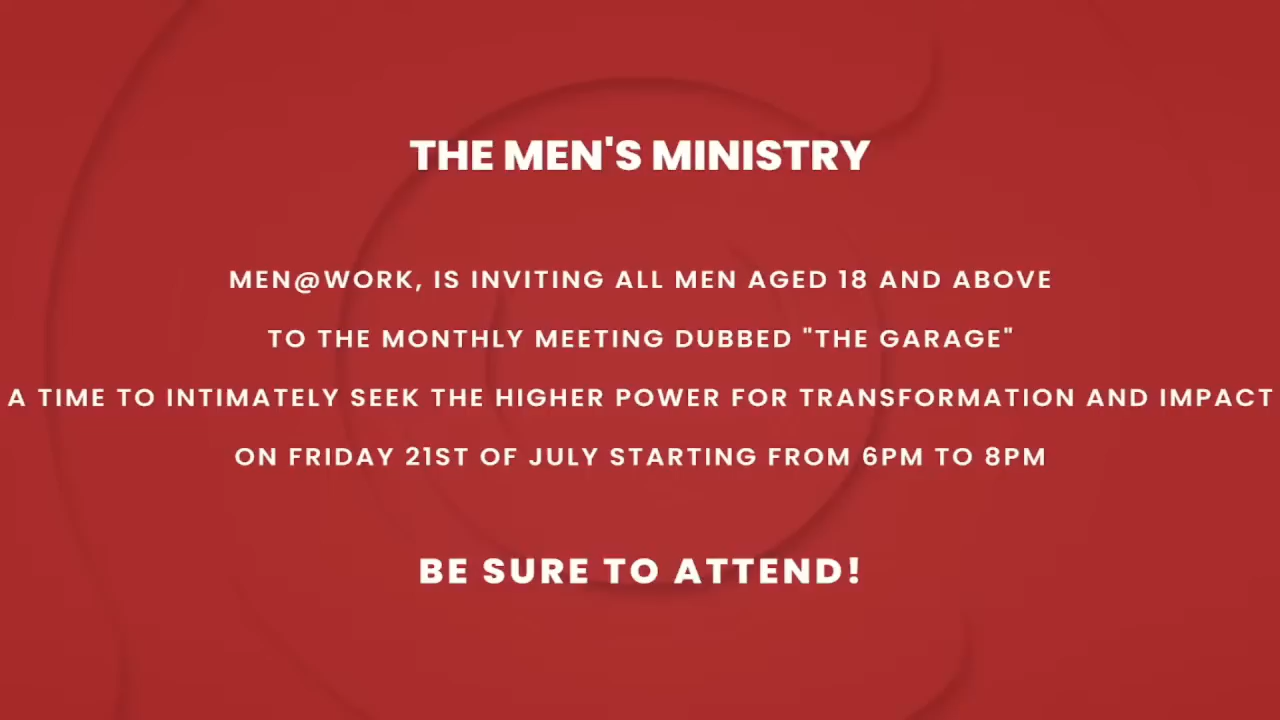 THE MEN'S MINISTRY
MEN@WORK, IS INVITING ALL MEN AGED 18 AND ABOVE
TO THE MONTHLY MEETING DUBBED "THE GARAGE"
A TIME TO INTIMATELY SEEK THE HIGHER POWER FOR TRANSFORMATION AND IMPACT
ON FRIDAY 21ST OF JULY STARTING FROM 6PM TO 8PM
BE SURE TO ATTEND!